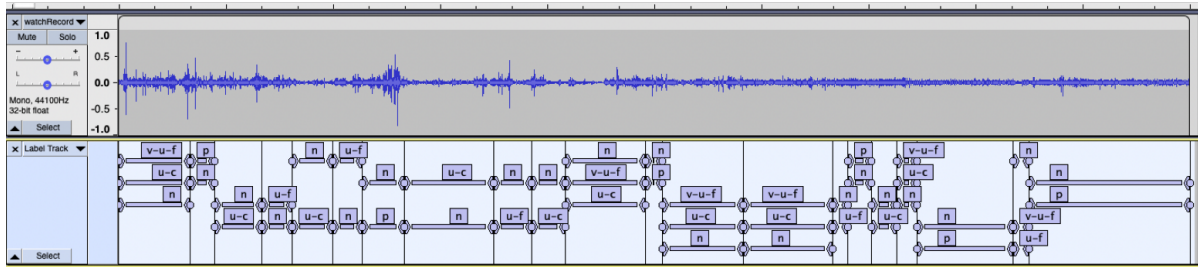 × watchRecord ▼
Mute Solo
- +
L R
Mono, 44100Hz
32-bit float
▲ Select
1.0
0.5
0.0
-0.5
-1.0
× Label Track ▼
v-u-f p n u-f n n p v-u-f n
u-c n n u-c n n v-u-f p n u-c n
n n u-f u-c n p
u-c n u-c n p n u-f u-c v-u-f v-u-f n n n
u-c u-c u-f u-c n v-u-f
n n p u-f
▲ Select